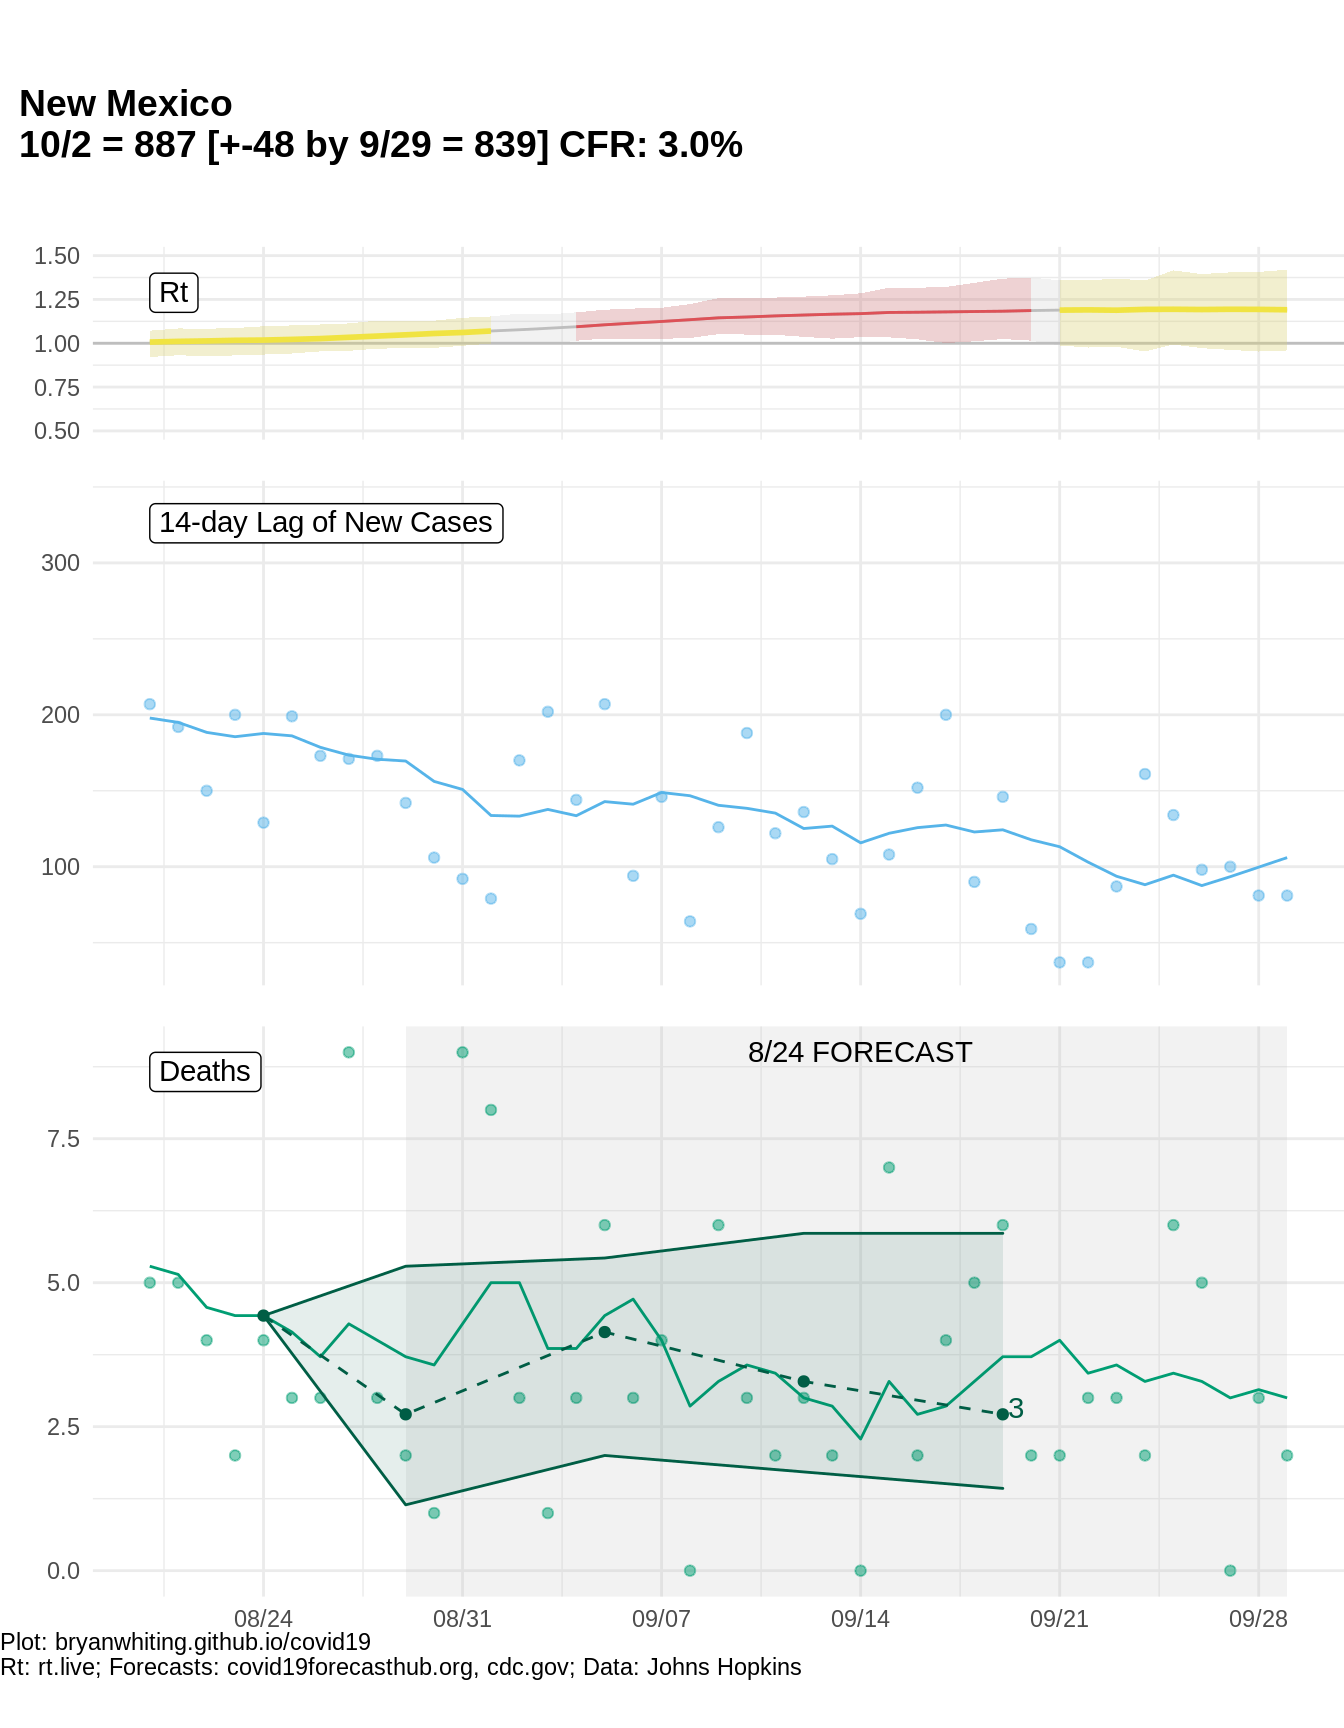 New Mexico
10/2 = 887 [+-48 by 9/29 = 839] CFR: 3.0%
1.50
1.25
1.00
0.75
0.50
Rt
14-day Lag of New Cases
300
200
100
8/24 FORECAST
Deaths
7.5
5.0
2.5
0.0
3
08/24
08/31
09/07
09/14
09/21
09/28
Plot: bryanwhiting.github.io/covid19
Rt: rt.live; Forecasts: covid19forecasthub.org, cdc.gov; Data: Johns Hopkins